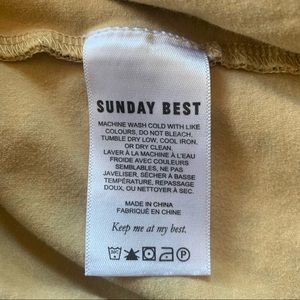 SUNDAY BEST
MACHINE WASH COLD WITH LIKE
COLOURS, DO NOT BLEACH,
TUMBLE DRY LOW, COOL IRON,
OR DRY CLEAN.
LAVER À LA MACHINE À L'EAU
FROIDE AVEC COULEURS
SEMBLABLES, NE PAS
JAVELISER, SÉCHER À BASSE
TEMPÉRATURE, REPASSAGE
DOUX, OU NETTOYER À SEC.
MADE IN CHINA
FABRIQUÉ EN CHINE
Keep me at my best.
P